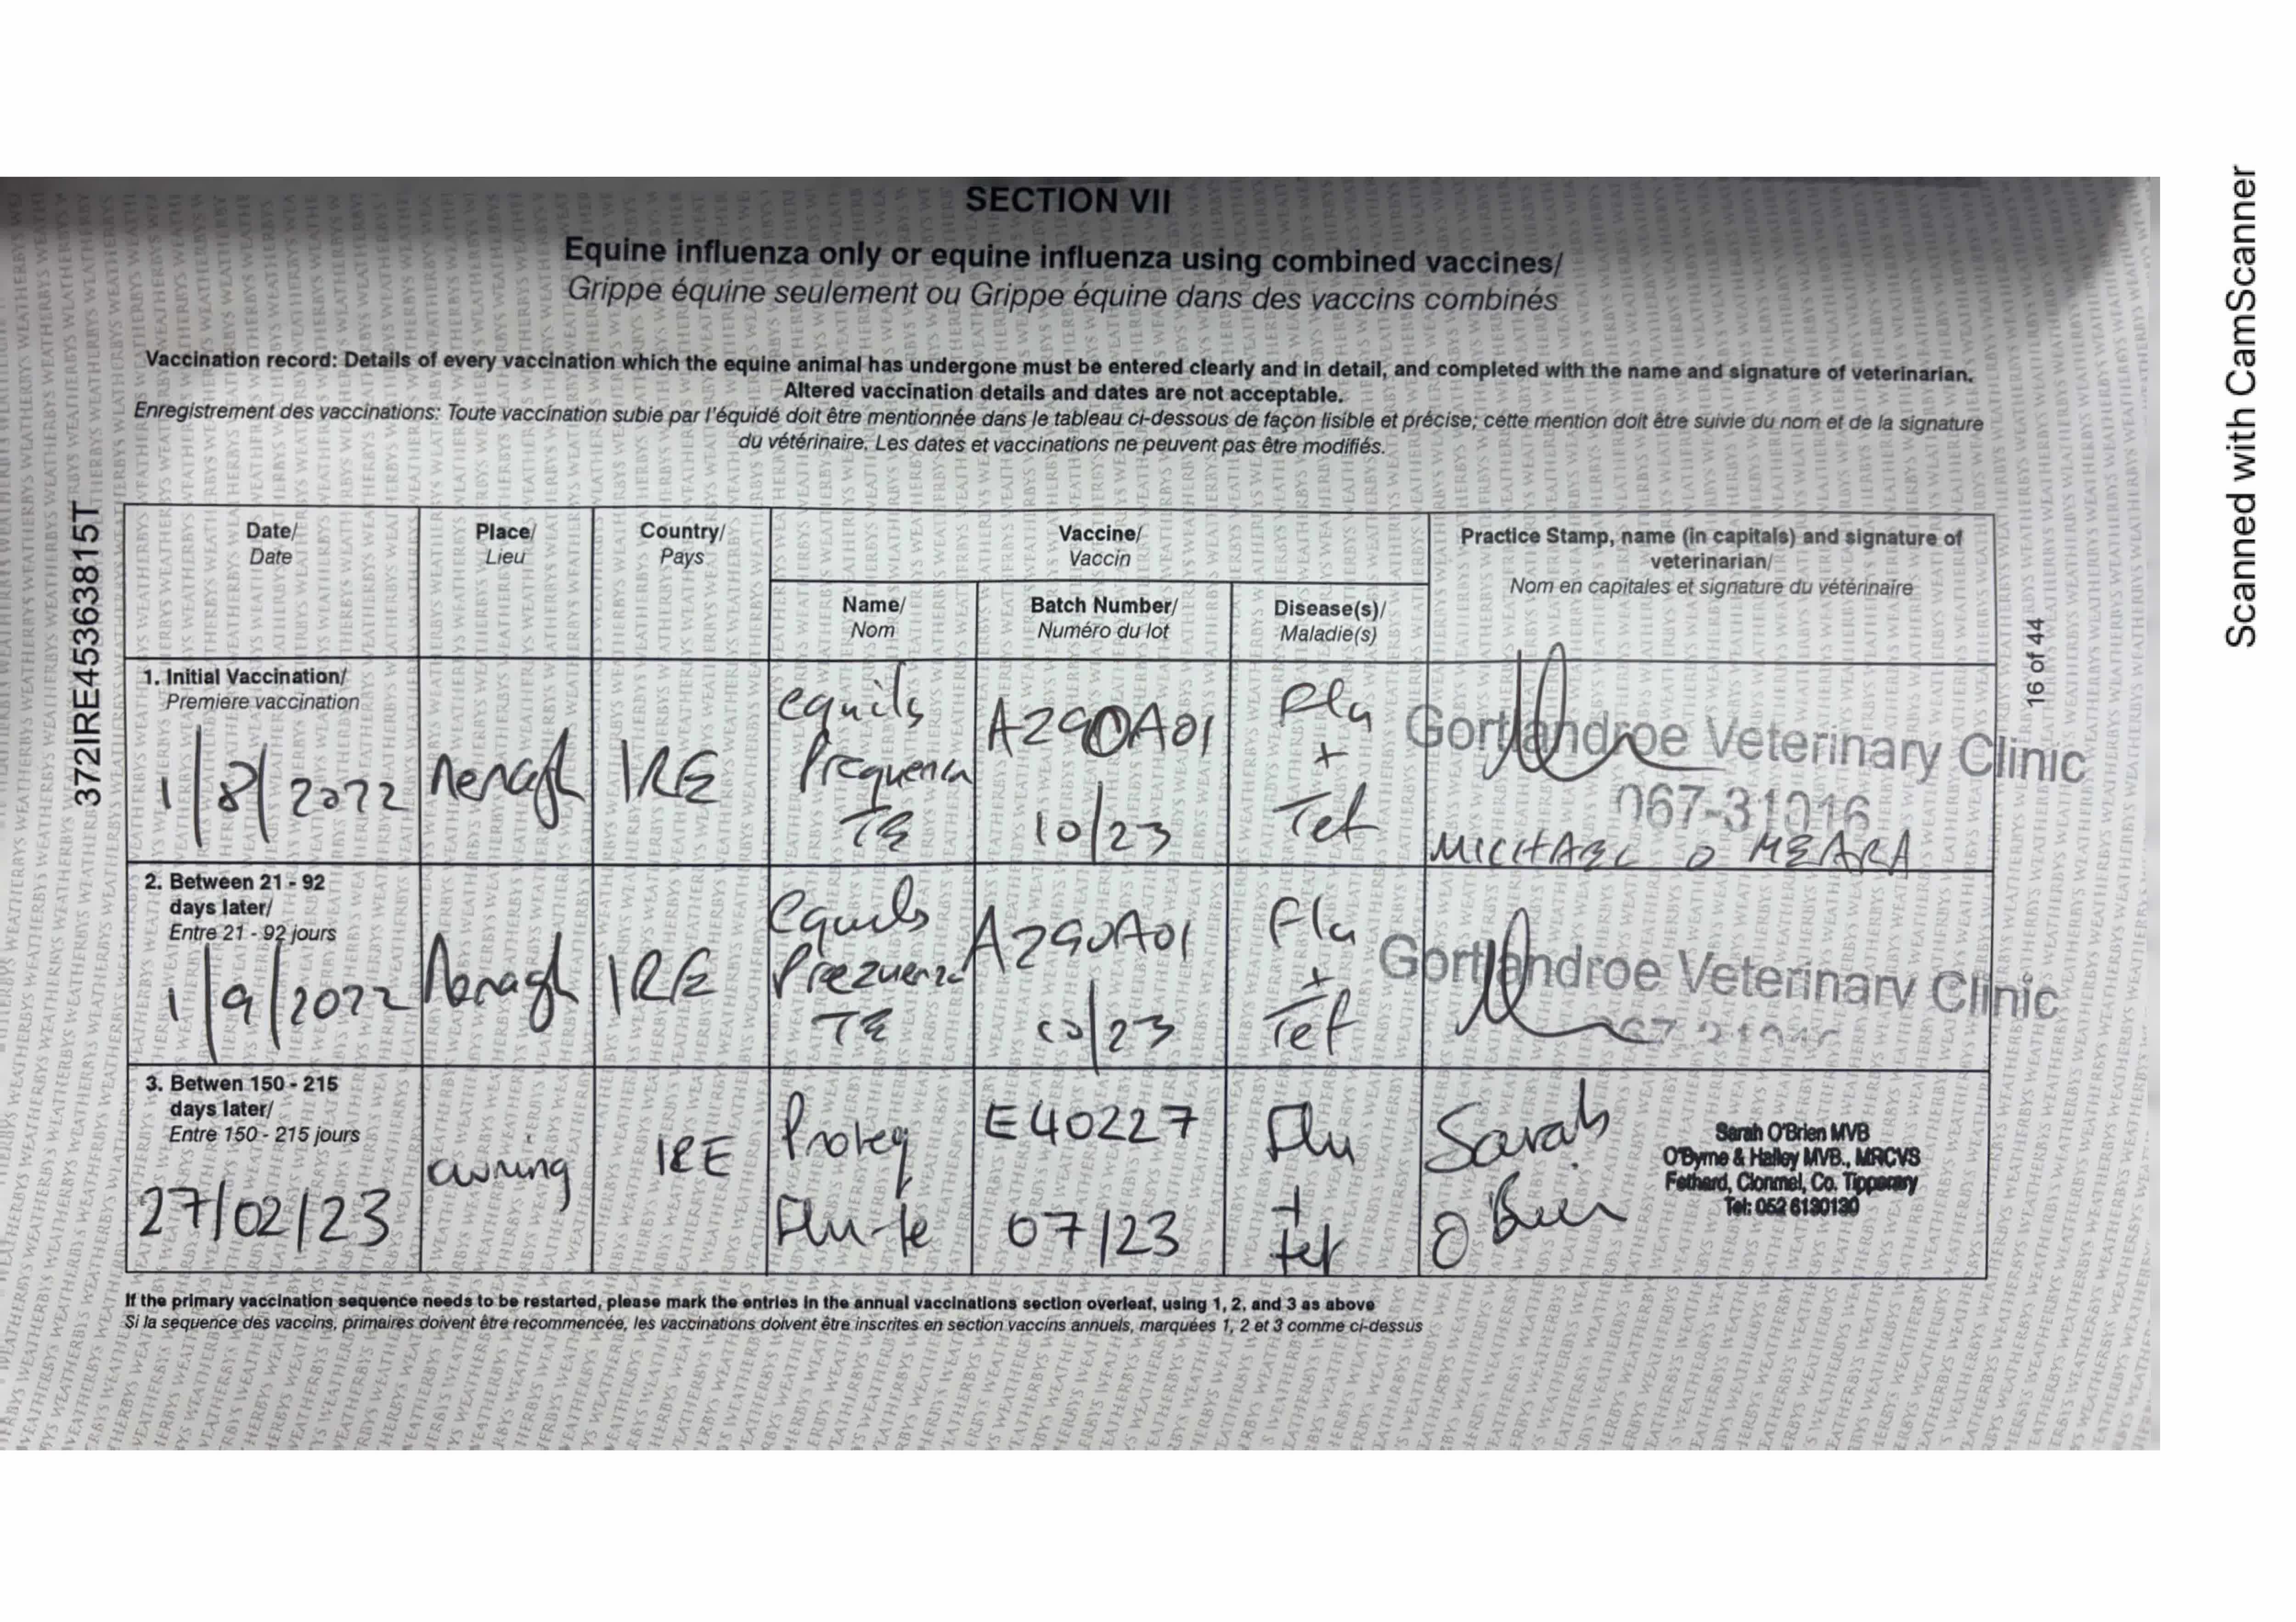 SECTION VII
Equine influenza only or equine influenza using combined vaccines/
Grippe équine seulement ou Grippe équine dans des vaccins combinés
Vaccination record: Details of every vaccination which the equine animal has undergone must be entered clearly and in detail, and completed with the name and signature of veterinarian.
Altered vaccination details and dates are not acceptable.
Enregistrement des vaccinations: Toute vaccination subie par l'équidé doit être mentionnée dans le tableau ci-dessous de façon lisible et précise; cette mention doit être suivie du nom et de la signature
du vétérinaire. Les dates et vaccinations ne peuvent pas être modifiés.
372IRE45363815T
Date/
Date
Place/
Lieu
Country/
Pays
Vaccine/
Vaccin
Name/
Nom
Batch Number/
Numéro du lot
Disease(s)/
Maladie(s)
Practice Stamp, name (in capitals) and signature of
veterinarian/
Nom en capitales et signature du vétérinaire
1. Initial Vaccination/
Premiere vaccination
1/8/2022
Nenagh
IRE
equils
Prequenza
TE
A290A01
10/23
Flu
+
Tet
Gortlandroe Veterinary Clinic
067-31016
MICHAEL O MEARA
2. Between 21 - 92
days later/
Entre 21 - 92 jours
1/9/2022
Nenagh
IRE
Equils
Prezuenza
TE
A290A01
10/23
Flu
+
Tet
Gortlandroe Veterinary Clinic
3. Betwen 150 - 215
days later/
Entre 150 - 215 jours
27/02/23
owning
IRE
Proteq
Flu-te
E40227
07/23
Flu
+
tet
Sarah
O'Brien
Sarah O'Brien MVB
O'Byrne & Halley MVB., MRCVS
Fethard, Clonmel, Co. Tipperary
Tel: 052 6130130
If the primary vaccination sequence needs to be restarted, please mark the entries in the annual vaccinations section overleaf, using 1, 2, and 3 as above
Si la sequence des vaccins, primaires doivent être recommencée, les vaccinations doivent être inscrites en section vaccins annuels, marquées 1, 2 et 3 comme ci-dessus
16 of 44
Scanned with CamScanner